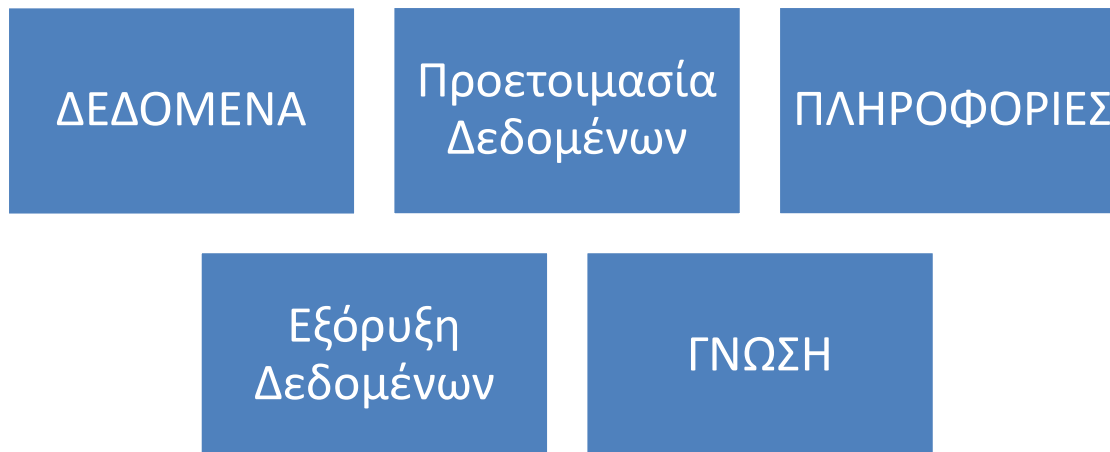 ΔΕΔΟΜΕΝΑ
Προετοιμασία
Δεδομένων
ΠΛΗΡΟΦΟΡΙΕΣ
Εξόρυξη
Δεδομένων
ΓΝΩΣΗ